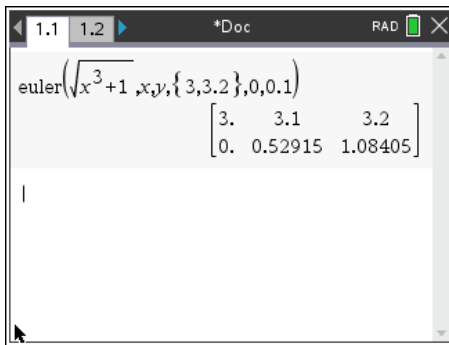 1.1 1.2 *Doc RAD
euler(√(x³+1),x,y,{3,3.2},0,0.1)
[3. 3.1 3.2
0. 0.52915 1.08405]